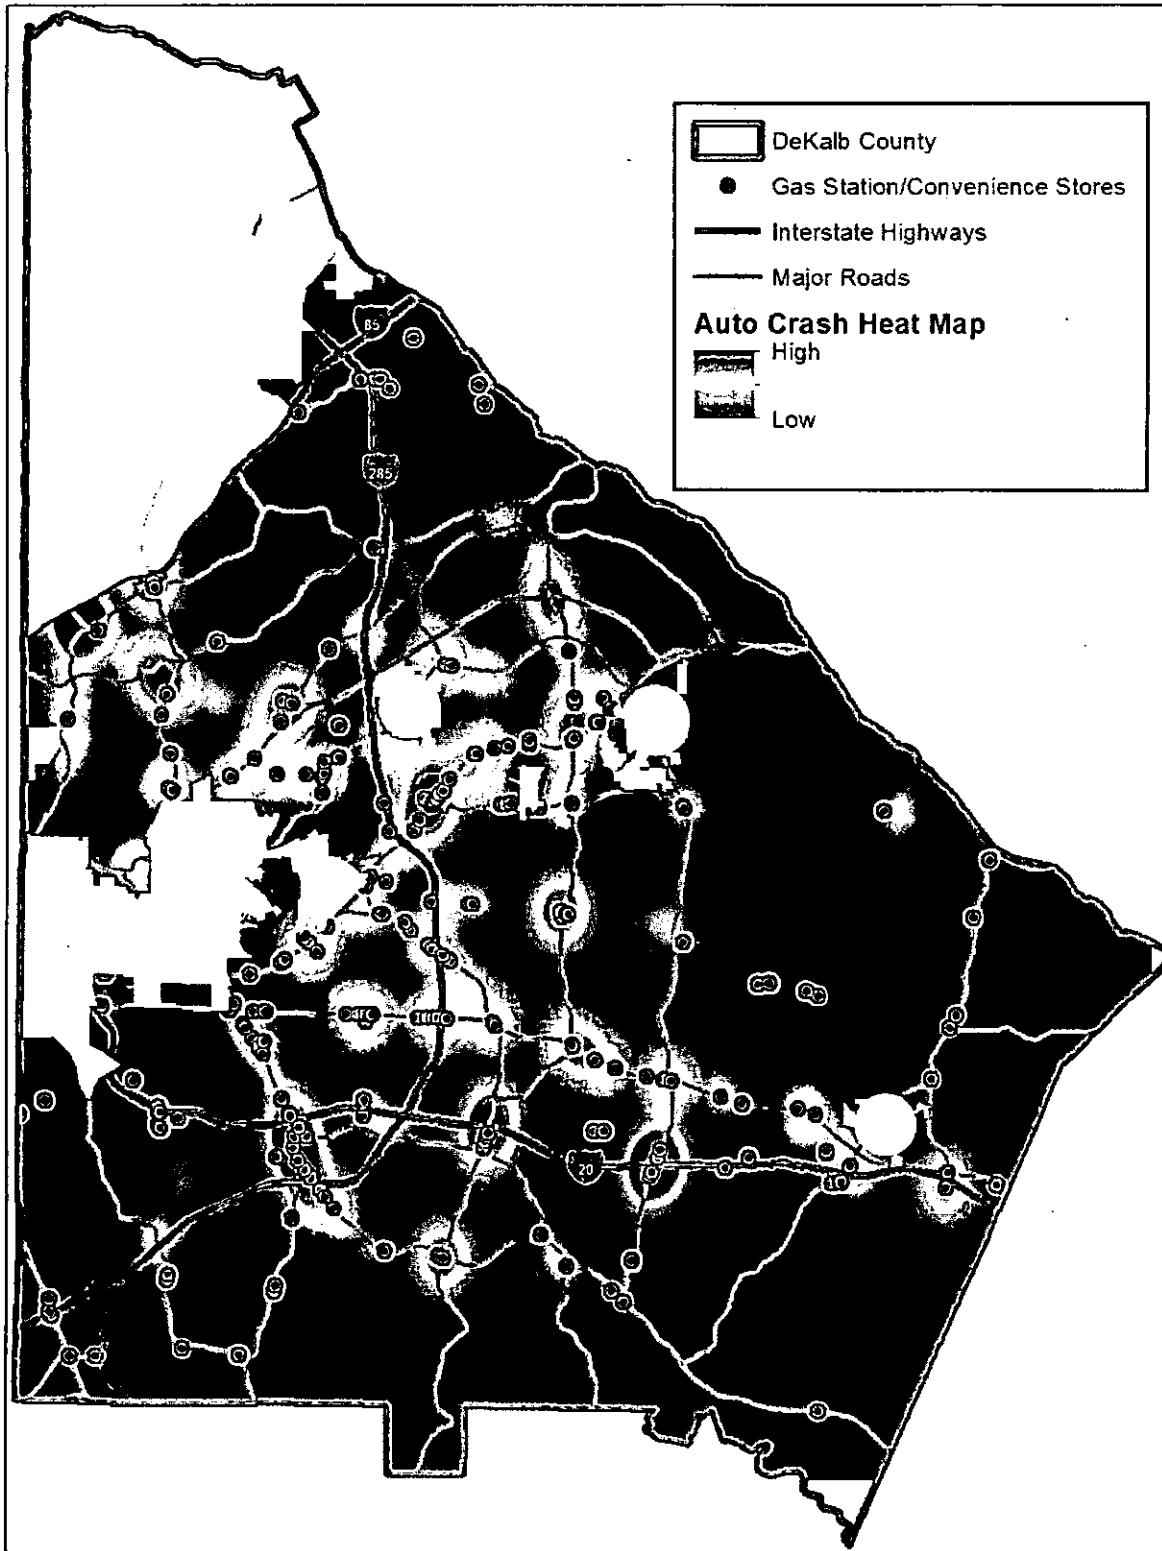 DeKalb County
Gas Station/Convenience Stores
Interstate Highways
Major Roads
Auto Crash Heat Map
High
Low
85
285
20